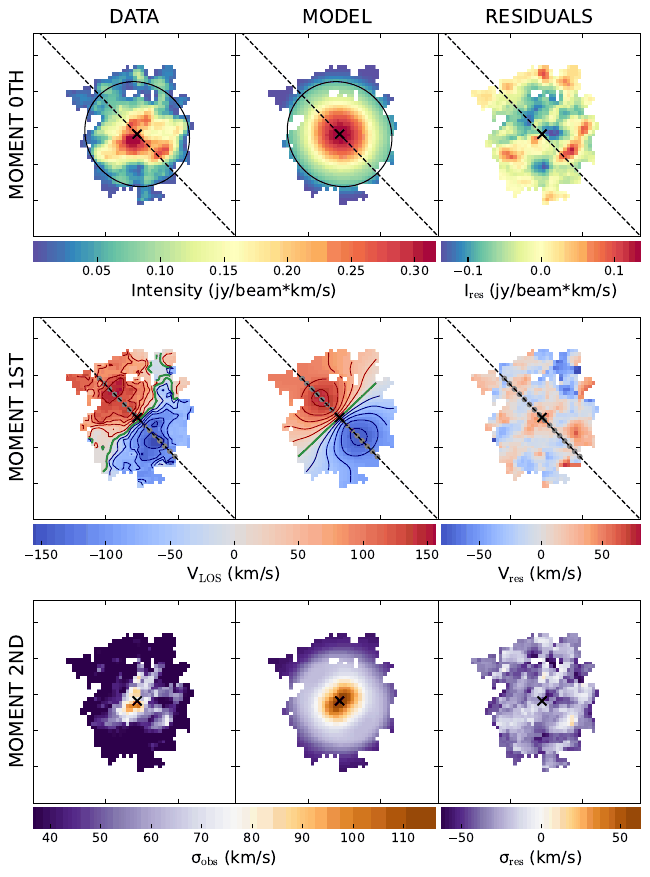 DATA MODEL RESIDUALS
MOMENT 0TH
0.05 0.10 0.15 0.20 0.25 0.30 −0.1 0.0 0.1
Intensity (jy/beam*km/s) I_res (jy/beam*km/s)
MOMENT 1ST
−150 −100 −50 0 50 100 150 −50 0 50
V_LOS (km/s) V_res (km/s)
MOMENT 2ND
40 50 60 70 80 90 100 110 −50 0 50
σ_obs (km/s) σ_res (km/s)